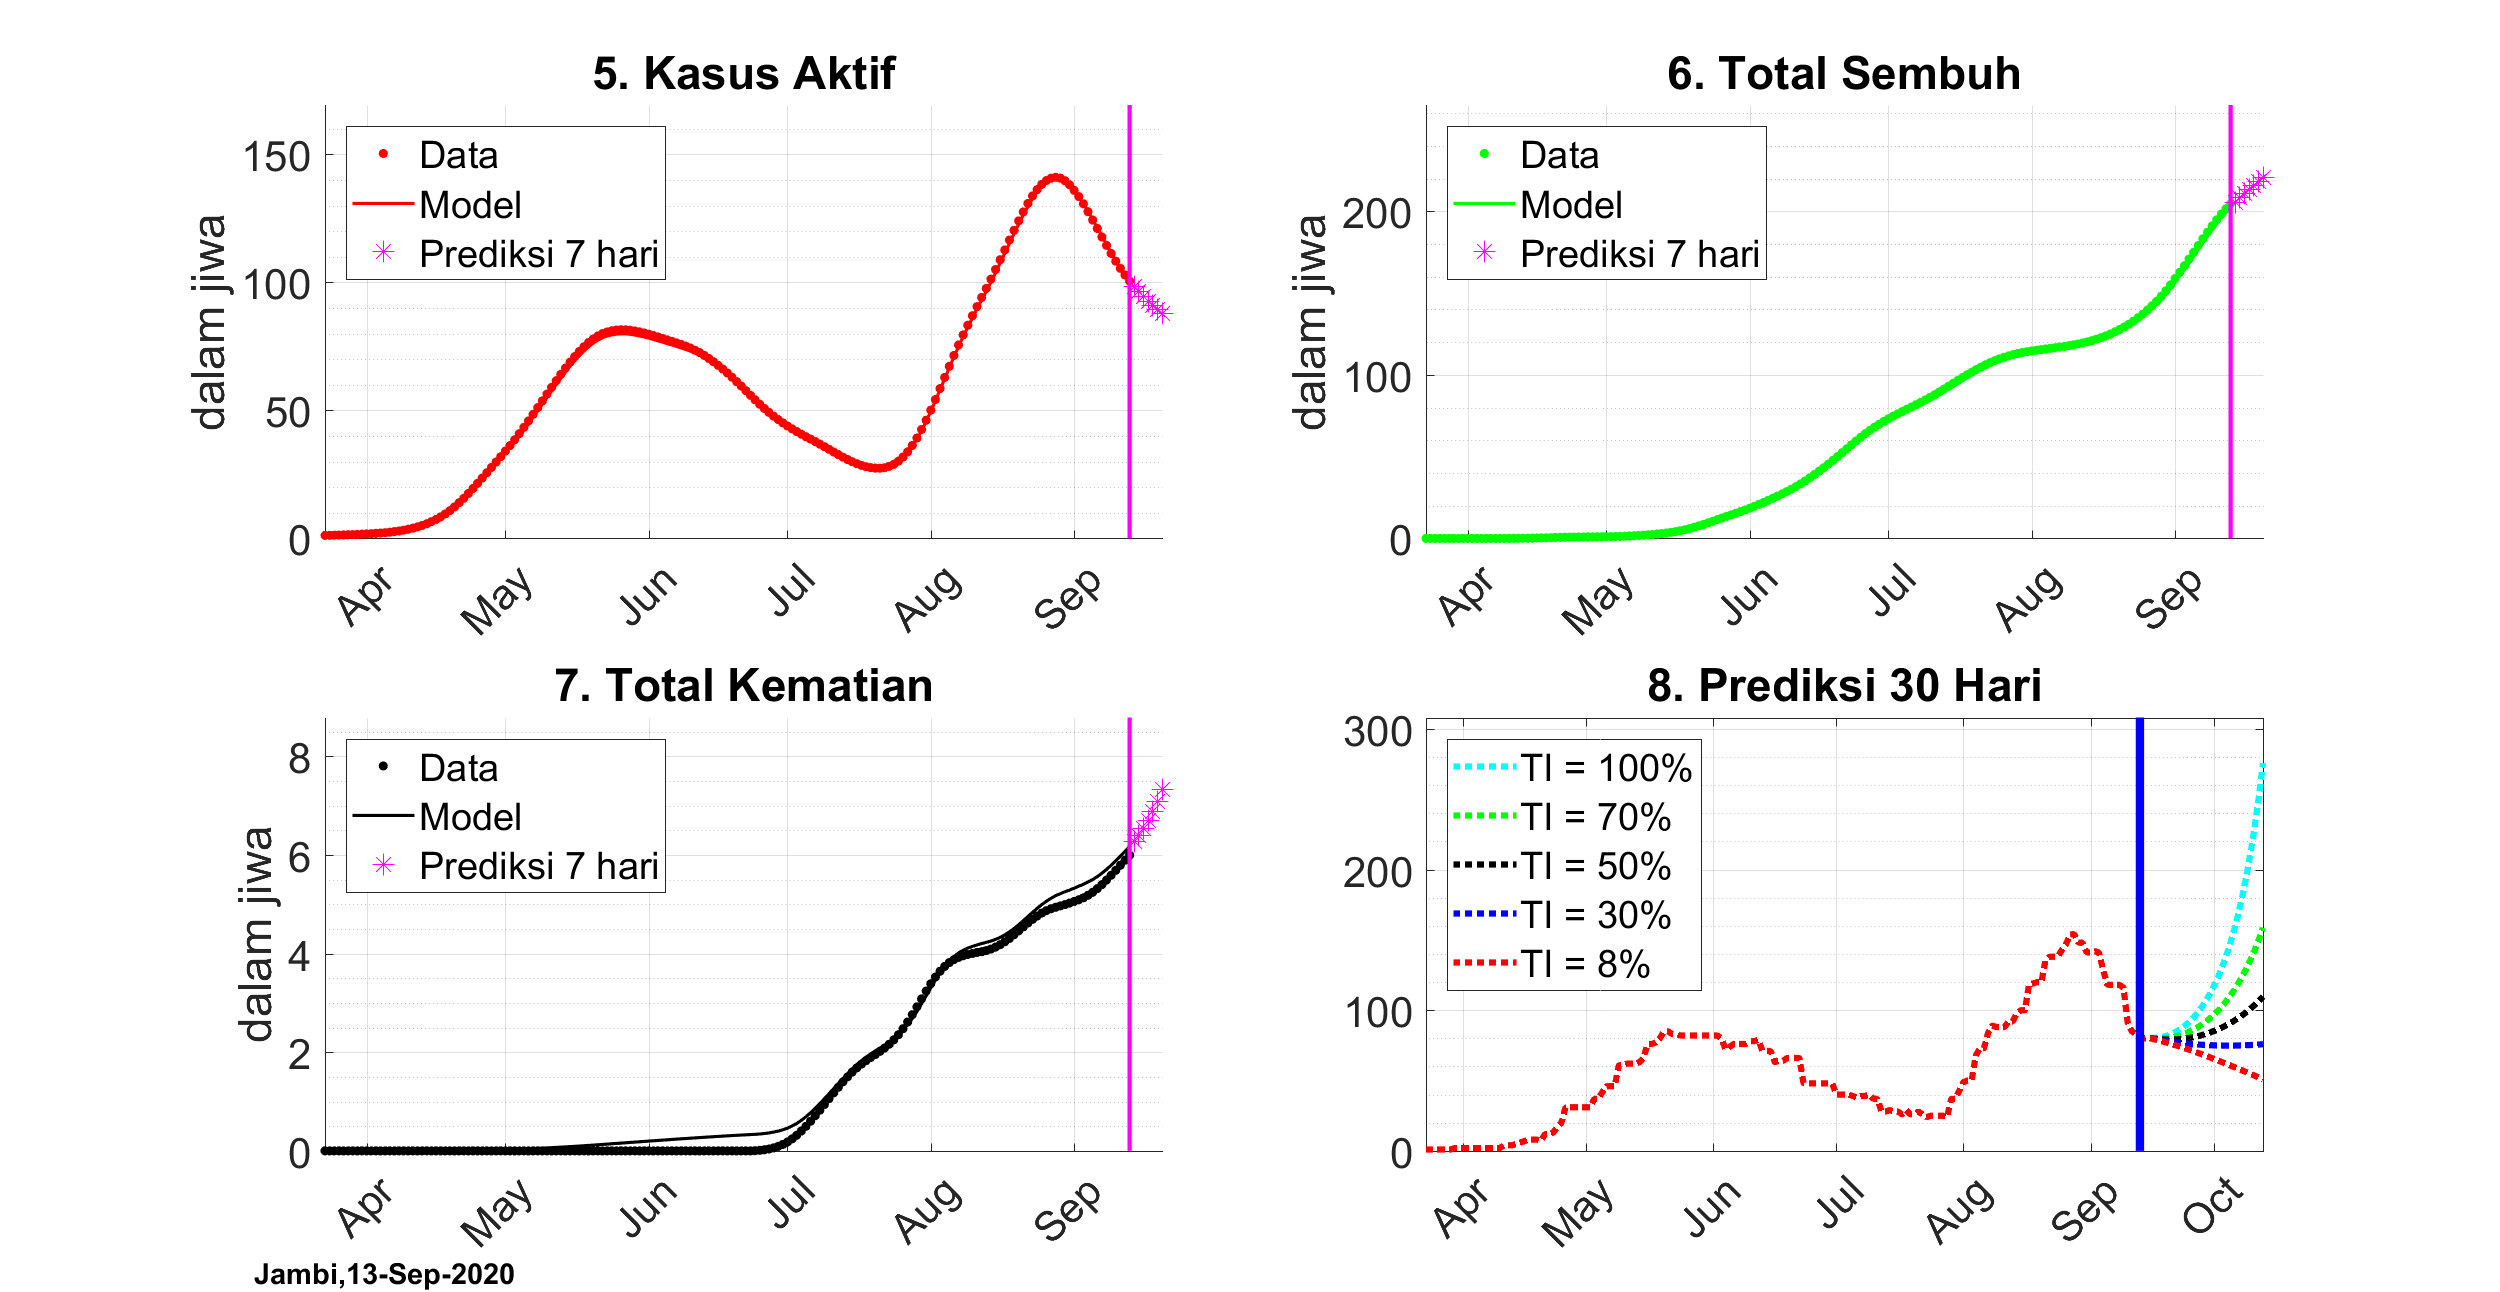 5. Kasus Aktif
dalam jiwa
150
100
50
0
Data
Model
Prediksi 7 hari
Apr May Jun Jul Aug Sep
6. Total Sembuh
dalam jiwa
200
100
0
Data
Model
Prediksi 7 hari
Apr May Jun Jul Aug Sep
7. Total Kematian
dalam jiwa
8
6
4
2
0
Data
Model
Prediksi 7 hari
Apr May Jun Jul Aug Sep
8. Prediksi 30 Hari
300
200
100
0
TI = 100%
TI = 70%
TI = 50%
TI = 30%
TI = 8%
Apr May Jun Jul Aug Sep Oct
Jambi,13-Sep-2020